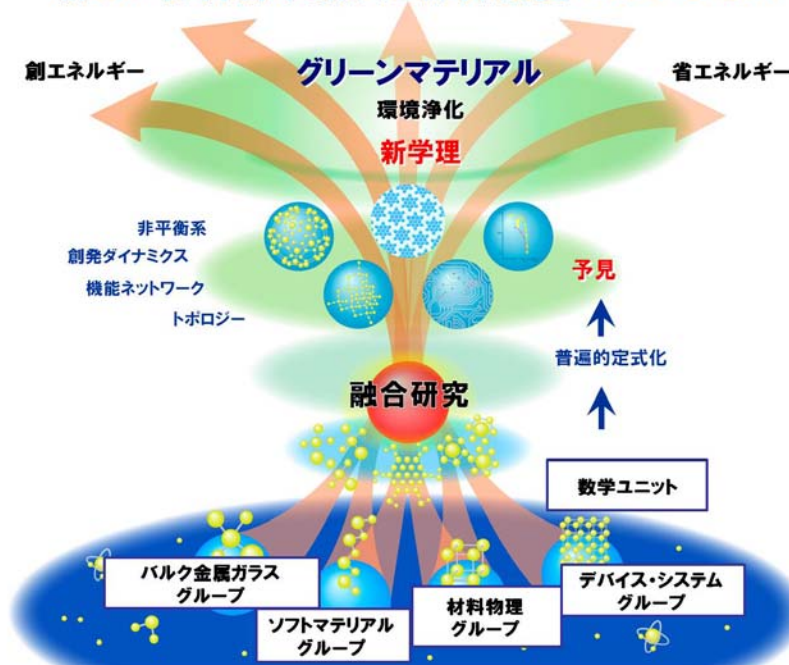 創エネルギー
グリーンマテリアル
省エネルギー
環境浄化
新学理
非平衡系
創発ダイナミクス
機能ネットワーク
トポロジー
予見
普遍的定式化
融合研究
数学ユニット
バルク金属ガラス
グループ
ソフトマテリアル
グループ
材料物理
グループ
デバイス・システム
グループ